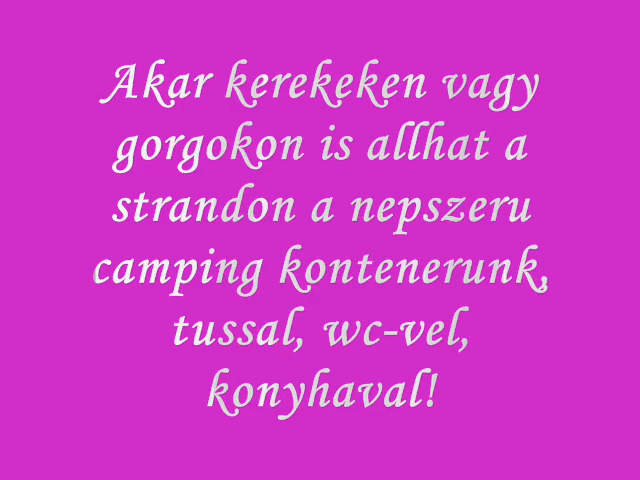 Akar kerekeken vagy
gorgokon is allhat a
strandon a nepszeru
camping kontenerunk,
tussal, wc-vel,
konyhaval!